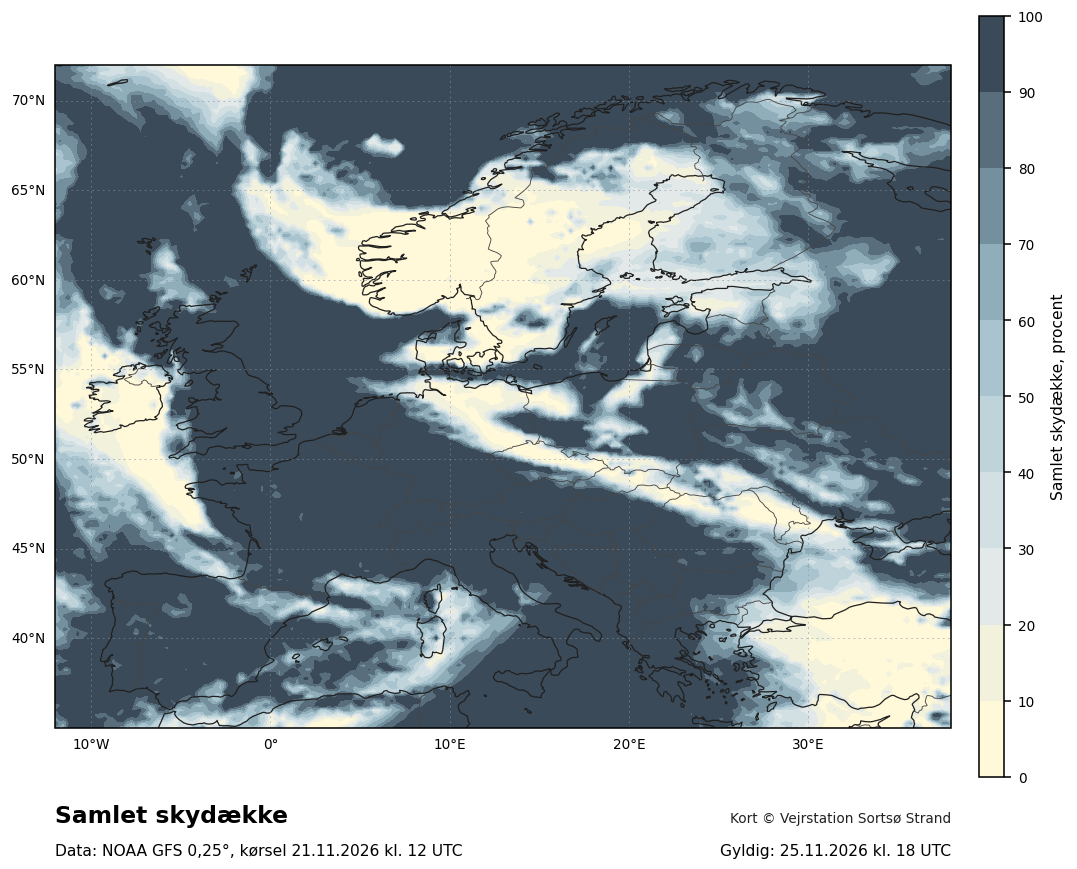 100
90
80
70
60
50
40
30
20
10
0
Samlet skydække, procent
70°N
65°N
60°N
55°N
50°N
45°N
40°N
10°W
0°
10°E
20°E
30°E
Samlet skydække
Kort © Vejrstation Sortsø Strand
Data: NOAA GFS 0,25°, kørsel 21.11.2026 kl. 12 UTC
Gyldig: 25.11.2026 kl. 18 UTC